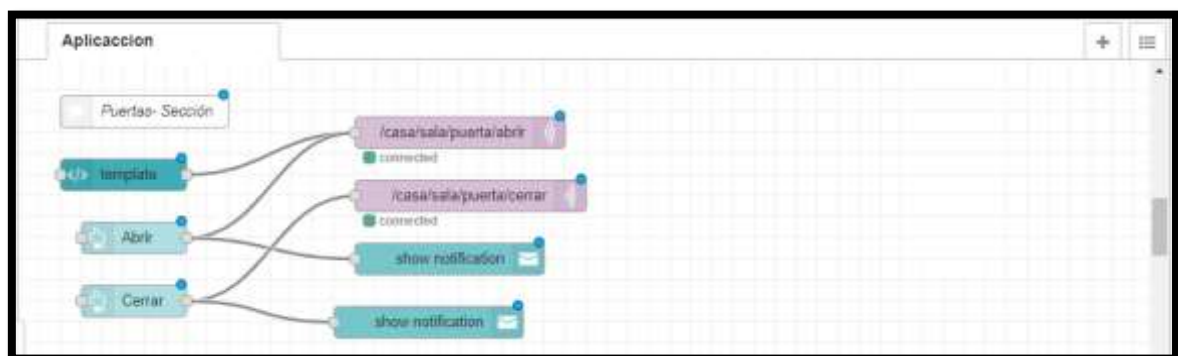 Aplicaccion
Puertas- Sección
/casa/sala/puerta/abrir
connected
template
/casa/sala/puerta/cerrar
connected
Abrir
show notification
Cerrar
show notification